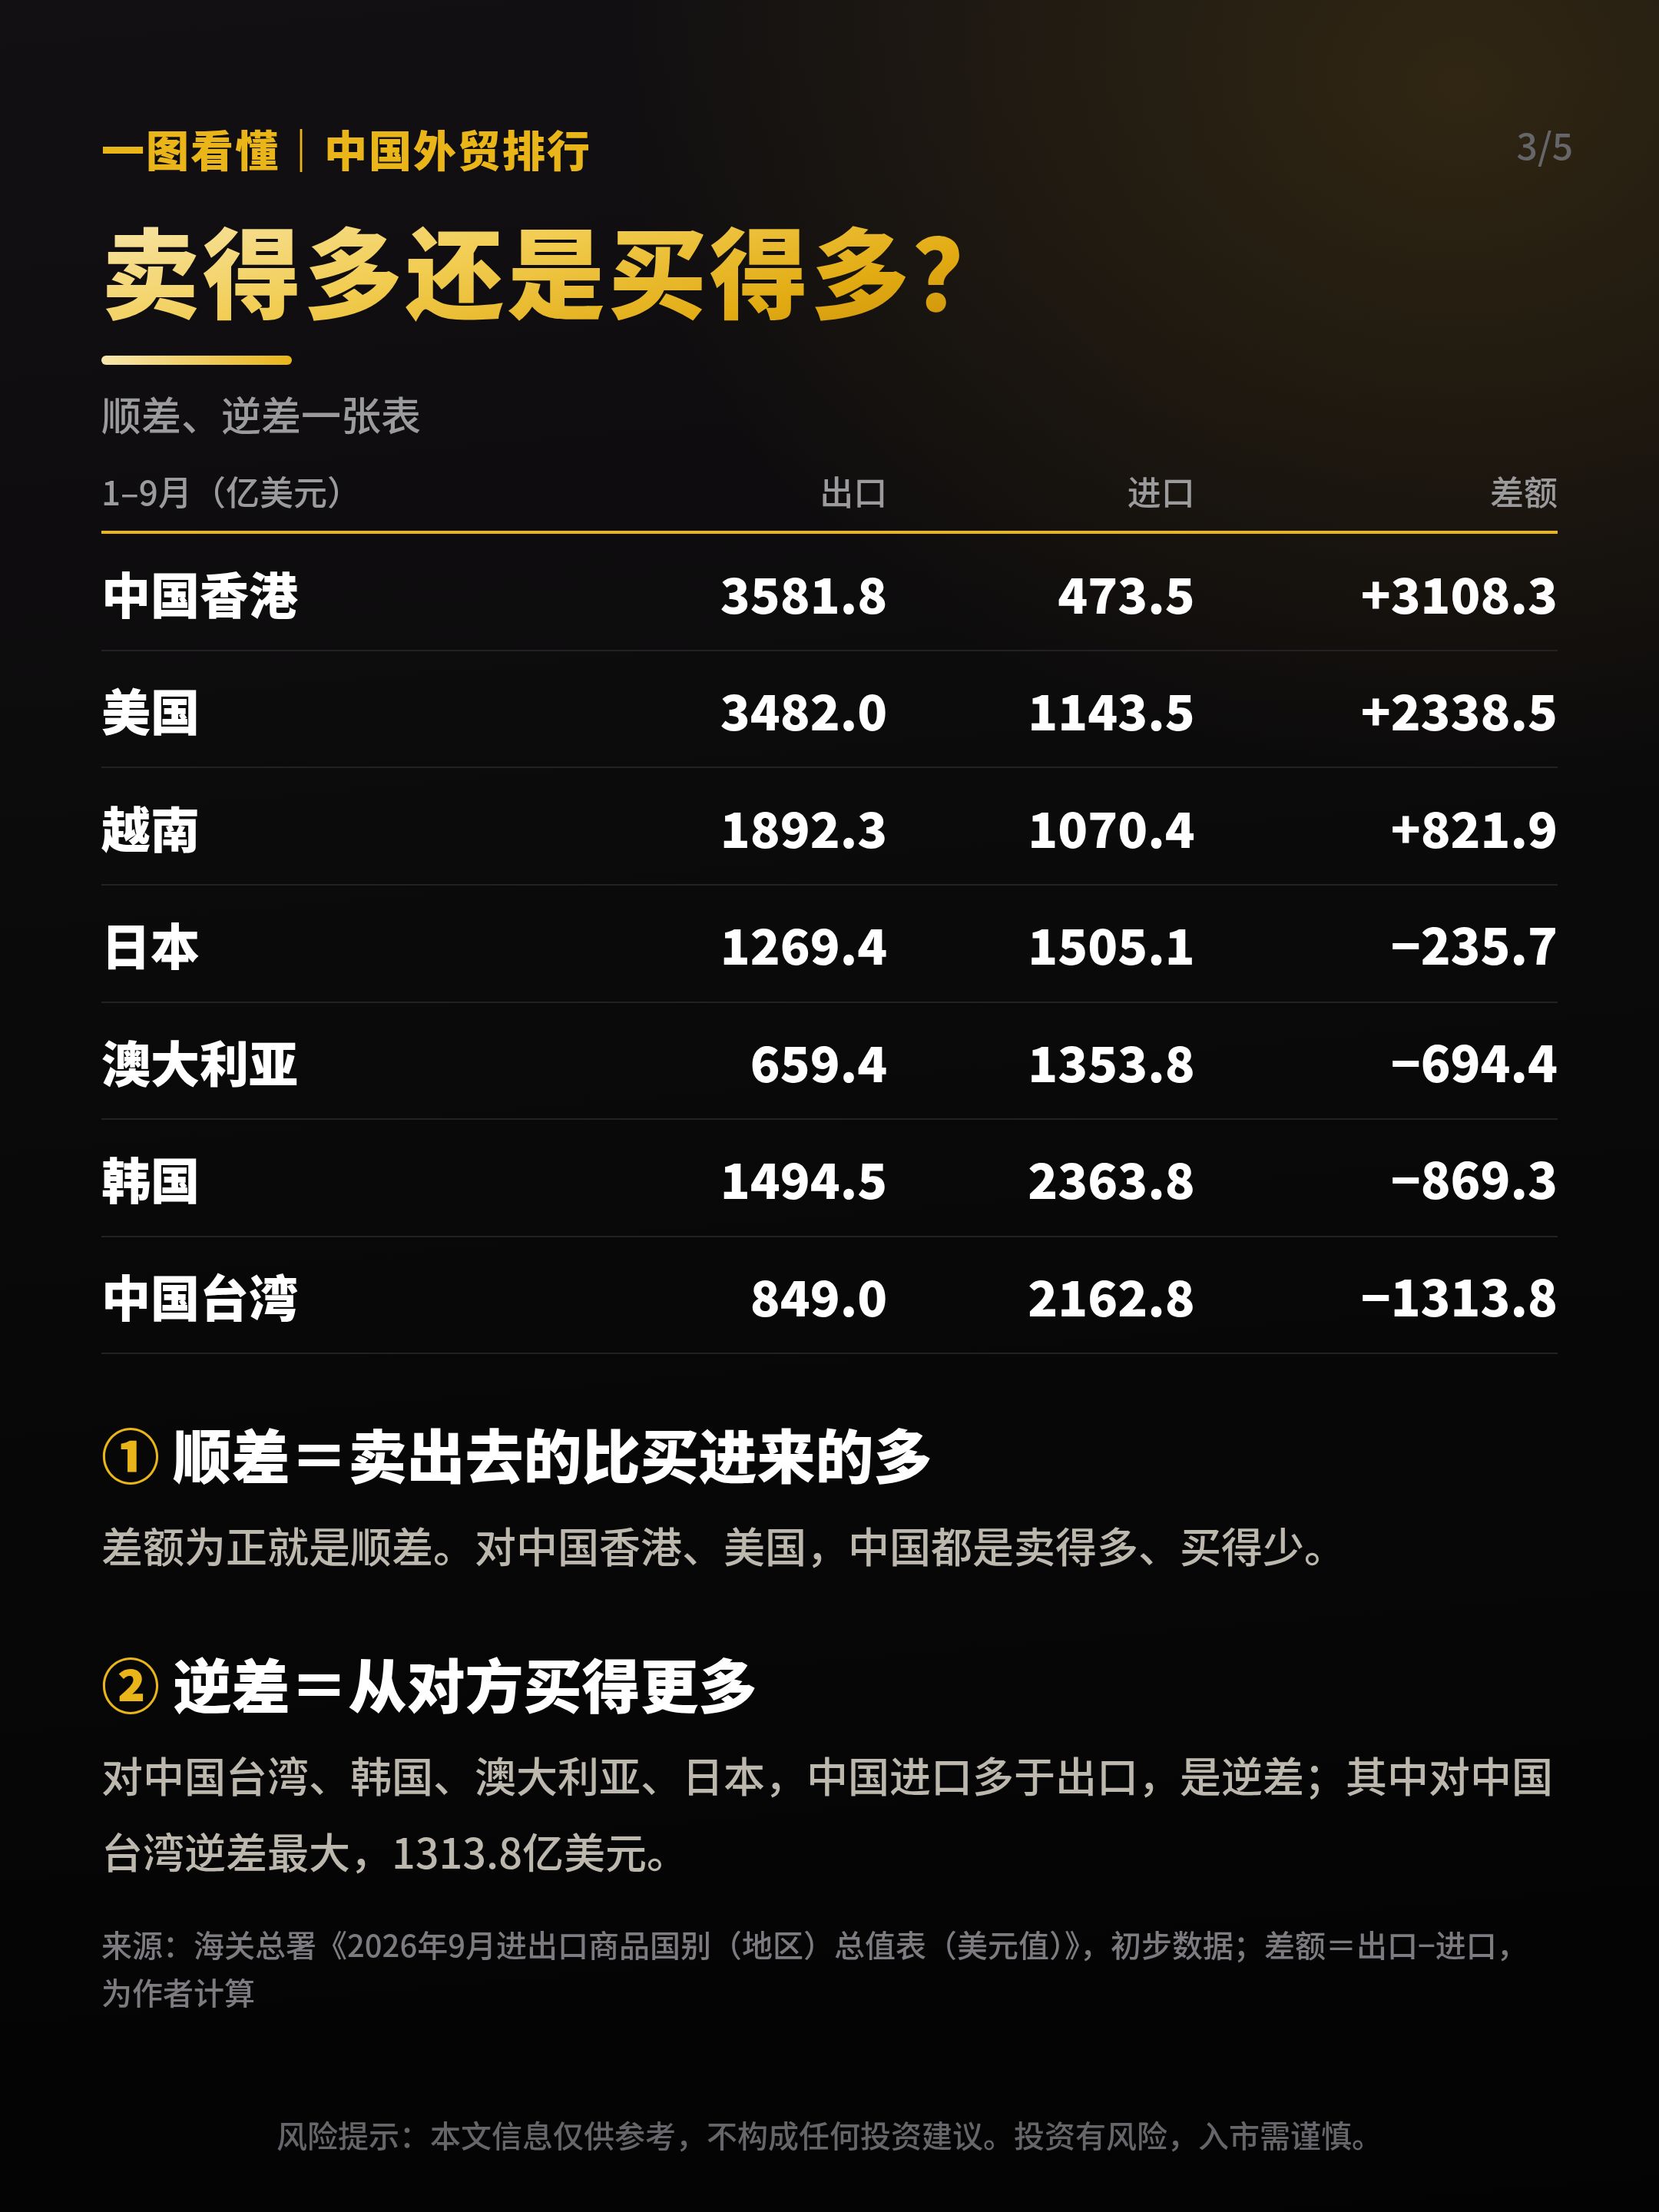 一图看懂｜中国外贸排行
3/5
卖得多还是买得多？
顺差、逆差一张表
1–9月（亿美元） 出口 进口 差额
中国香港 3581.8 473.5 +3108.3
美国 3482.0 1143.5 +2338.5
越南 1892.3 1070.4 +821.9
日本 1269.4 1505.1 −235.7
澳大利亚 659.4 1353.8 −694.4
韩国 1494.5 2363.8 −869.3
中国台湾 849.0 2162.8 −1313.8
① 顺差＝卖出去的比买进来的多
差额为正就是顺差。对中国香港、美国，中国都是卖得多、买得少。
② 逆差＝从对方买得更多
对中国台湾、韩国、澳大利亚、日本，中国进口多于出口，是逆差；其中对中国
台湾逆差最大，1313.8亿美元。
来源：海关总署《2026年9月进出口商品国别（地区）总值表（美元值）》，初步数据；差额＝出口−进口，
为作者计算
风险提示：本文信息仅供参考，不构成任何投资建议。投资有风险，入市需谨慎。